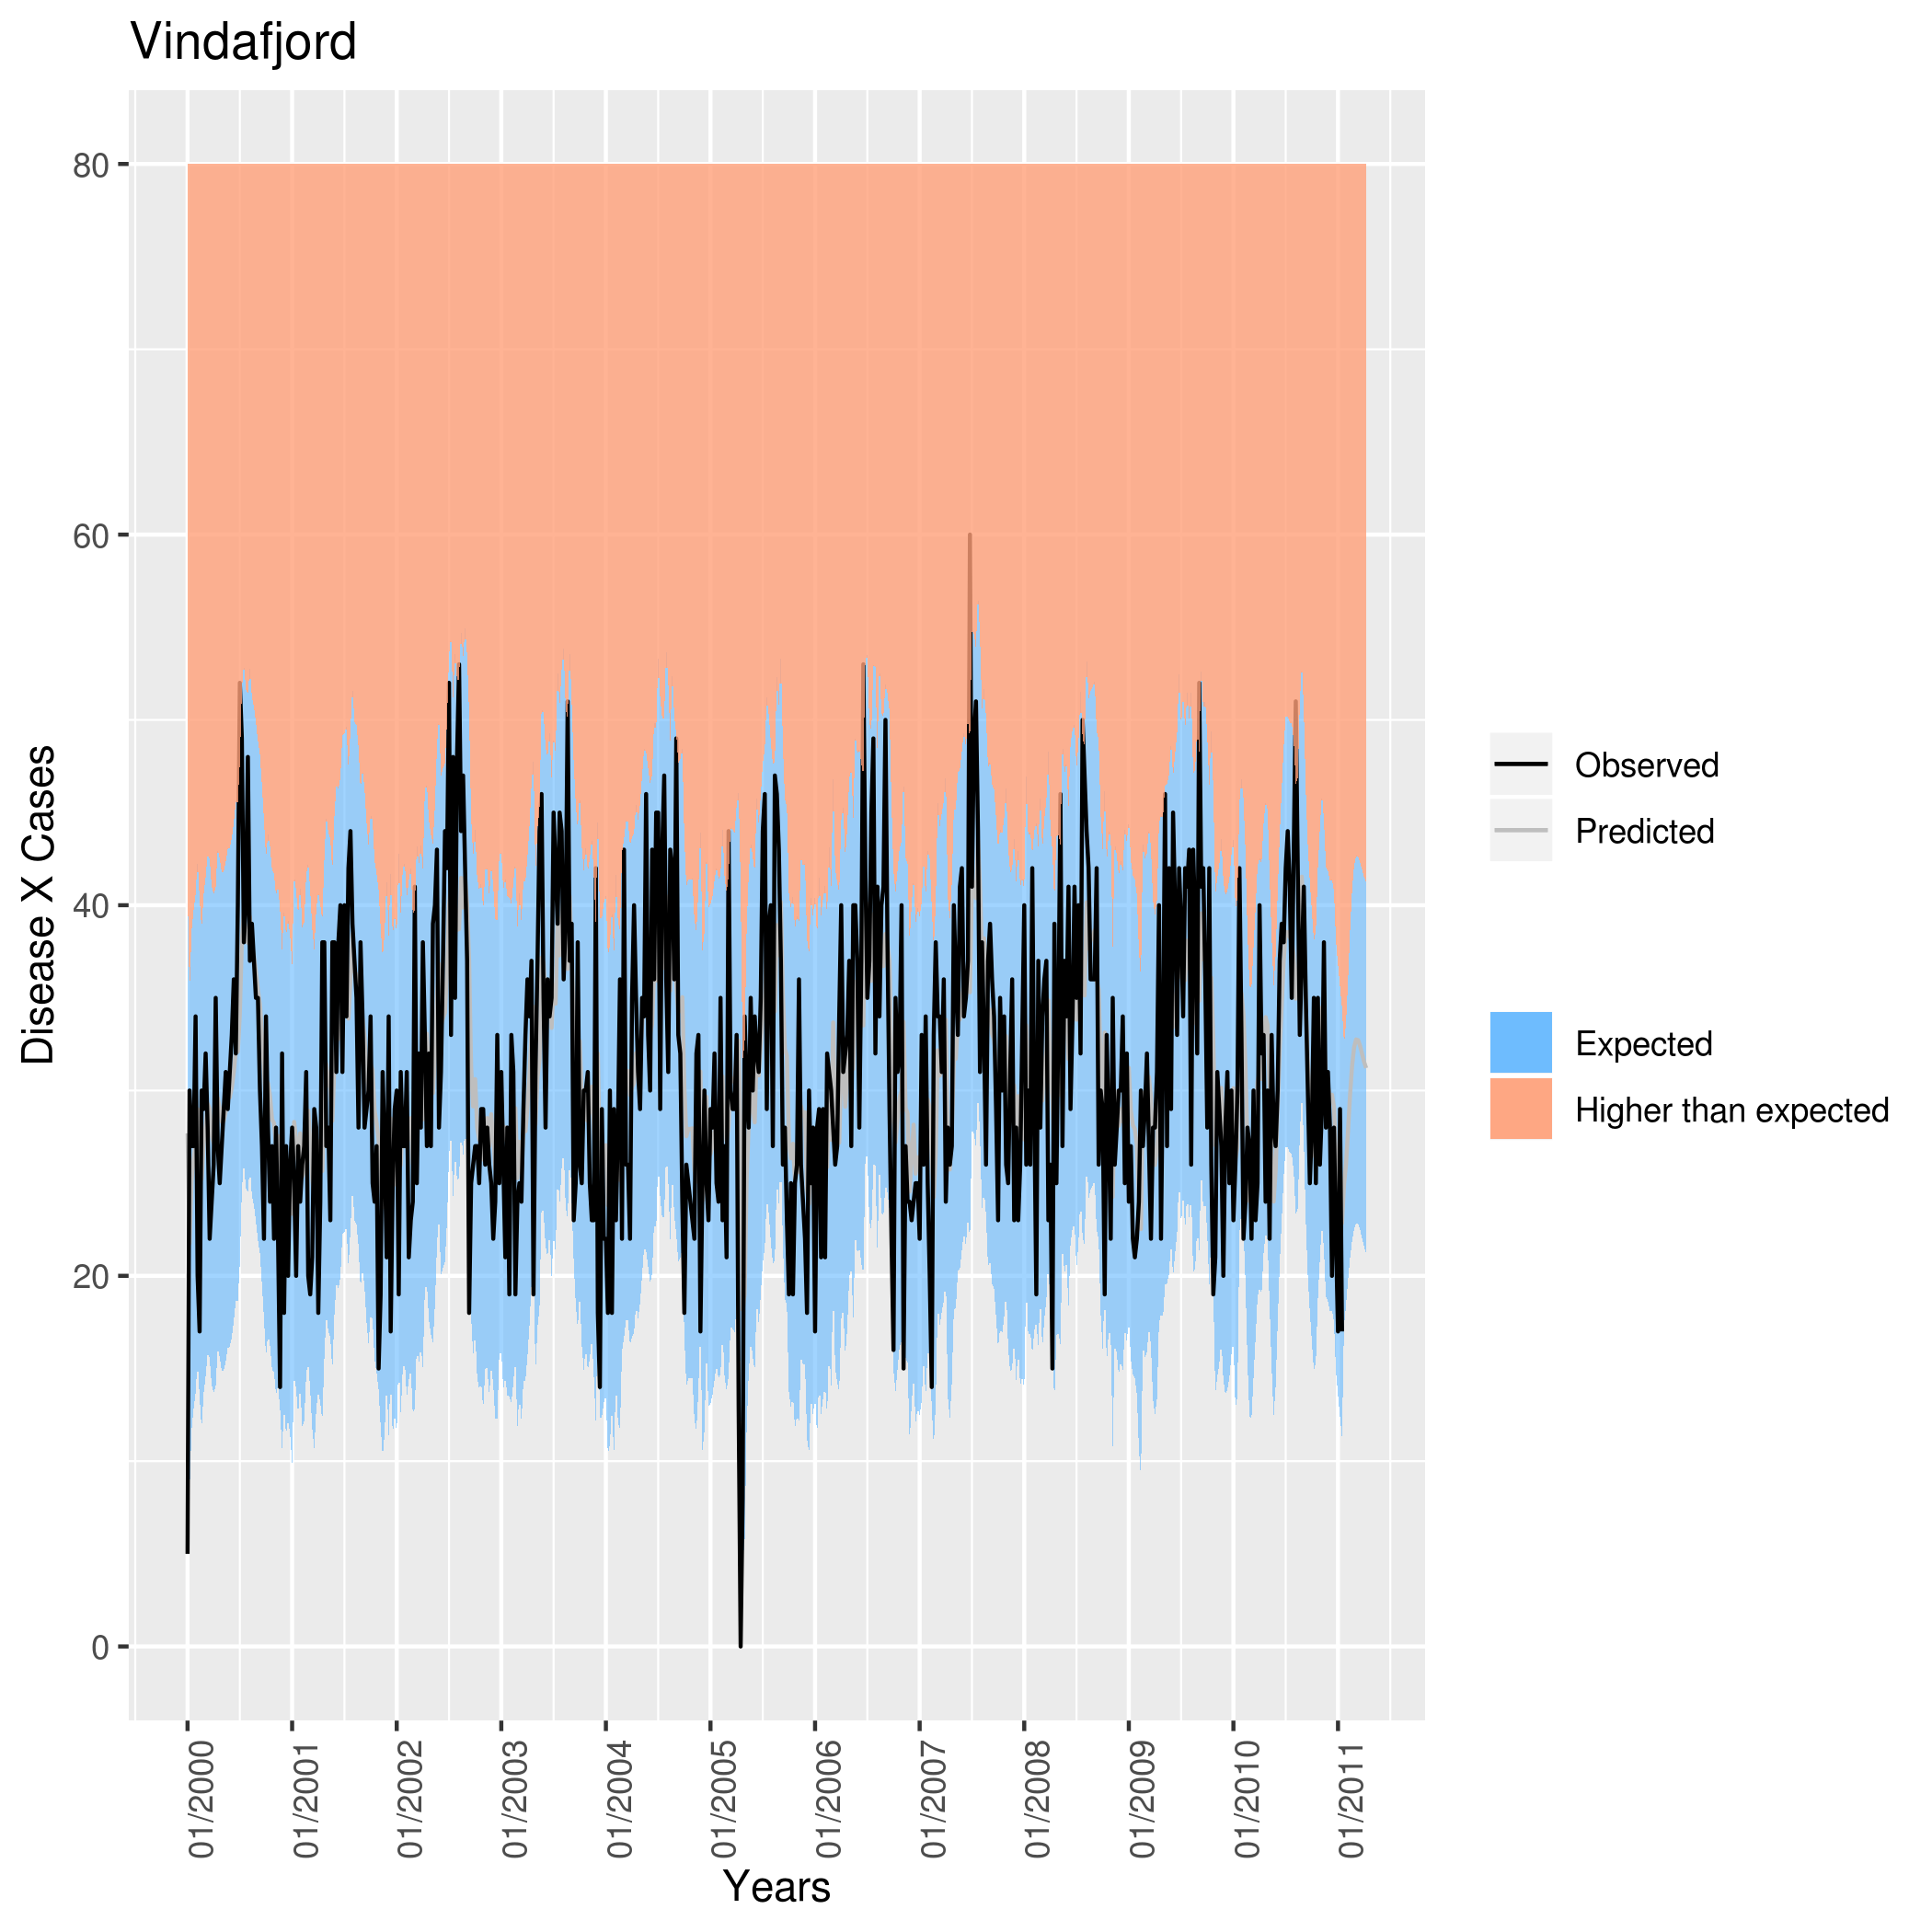 Vindafjord
Disease X Cases
80
60
40
20
0
01/2000
01/2001
01/2002
01/2003
01/2004
01/2005
01/2006
01/2007
01/2008
01/2009
01/2010
01/2011
Years
Observed
Predicted
Expected
Higher than expected